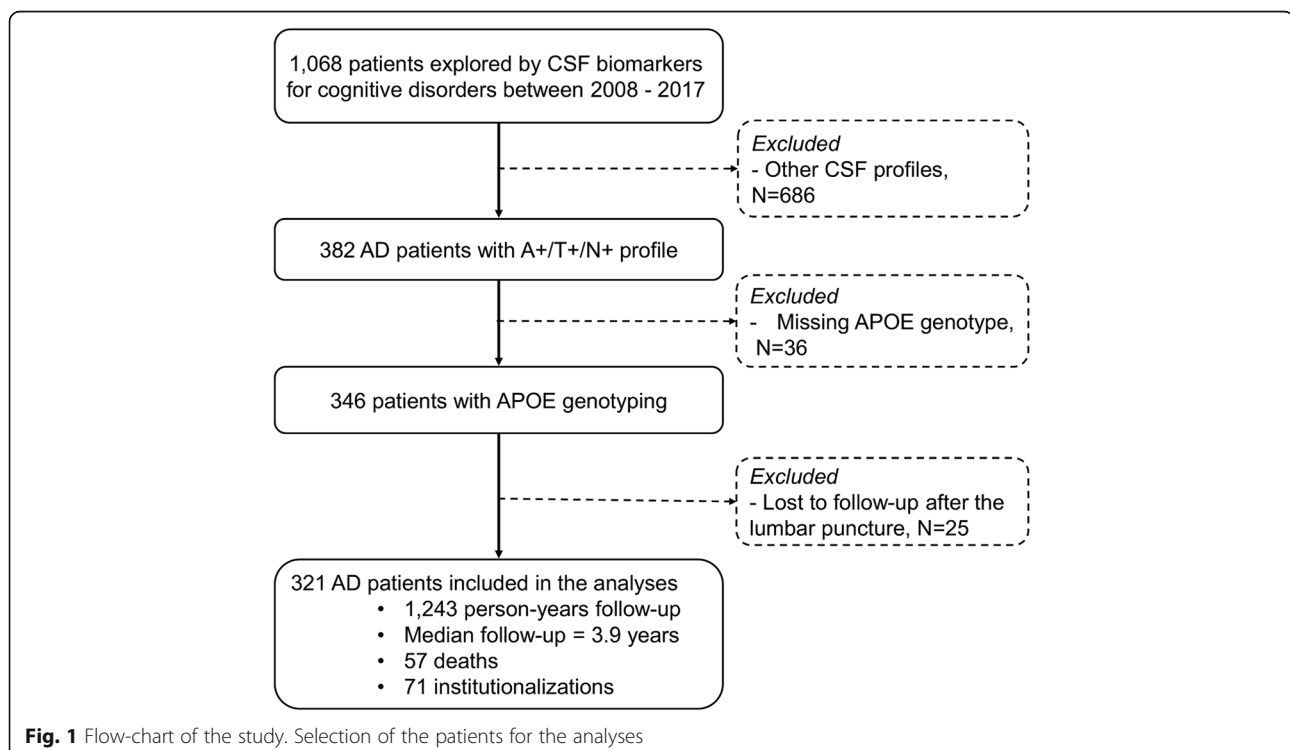 1,068 patients explored by CSF biomarkers
for cognitive disorders between 2008 - 2017
Excluded
- Other CSF profiles,
N=686
382 AD patients with A+/T+/N+ profile
Excluded
- Missing APOE genotype,
N=36
346 patients with APOE genotyping
Excluded
- Lost to follow-up after the
lumbar puncture, N=25
321 AD patients included in the analyses
• 1,243 person-years follow-up
• Median follow-up = 3.9 years
• 57 deaths
• 71 institutionalizations
Fig. 1 Flow-chart of the study. Selection of the patients for the analyses